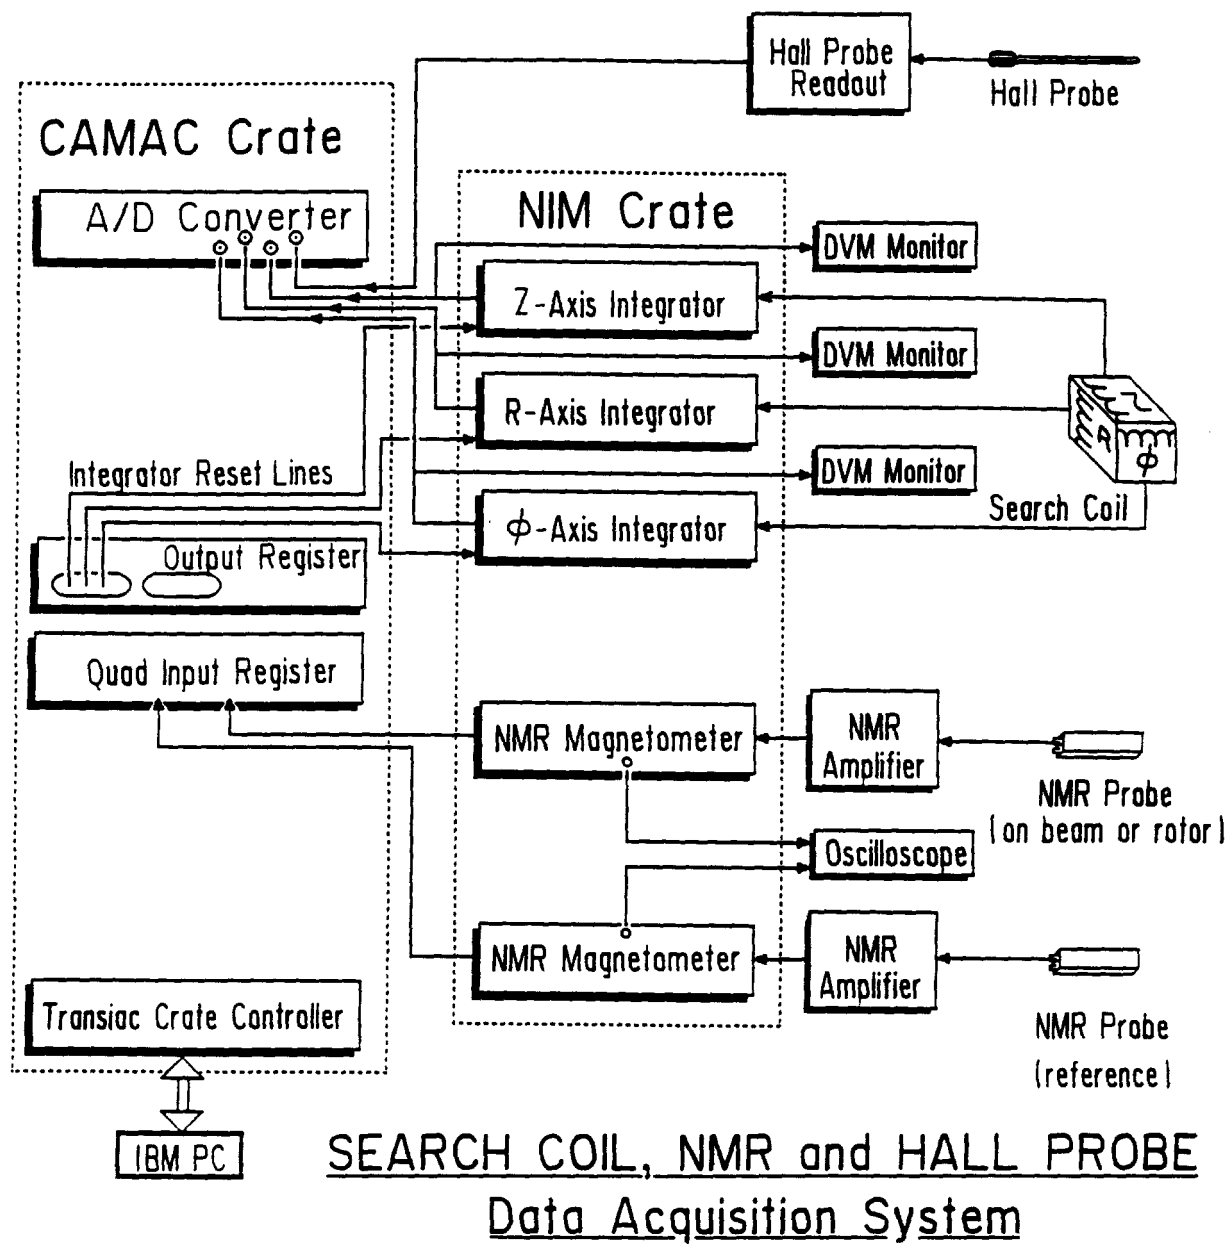 Hall Probe
Readout
Hall Probe
CAMAC Crate
A/D Converter
NIM Crate
DVM Monitor
Z-Axis Integrator
DVM Monitor
R-Axis Integrator
Z
R
ϕ
DVM Monitor
Integrator Reset Lines
Search Coil
ϕ-Axis Integrator
Output Register
Quad Input Register
NMR Magnetometer
NMR
Amplifier
NMR Probe
(on beam or rotor)
Oscilloscope
NMR Magnetometer
NMR
Amplifier
NMR Probe
(reference)
Transiac Crate Controller
IBM PC
SEARCH COIL, NMR and HALL PROBE
Data Acquisition System